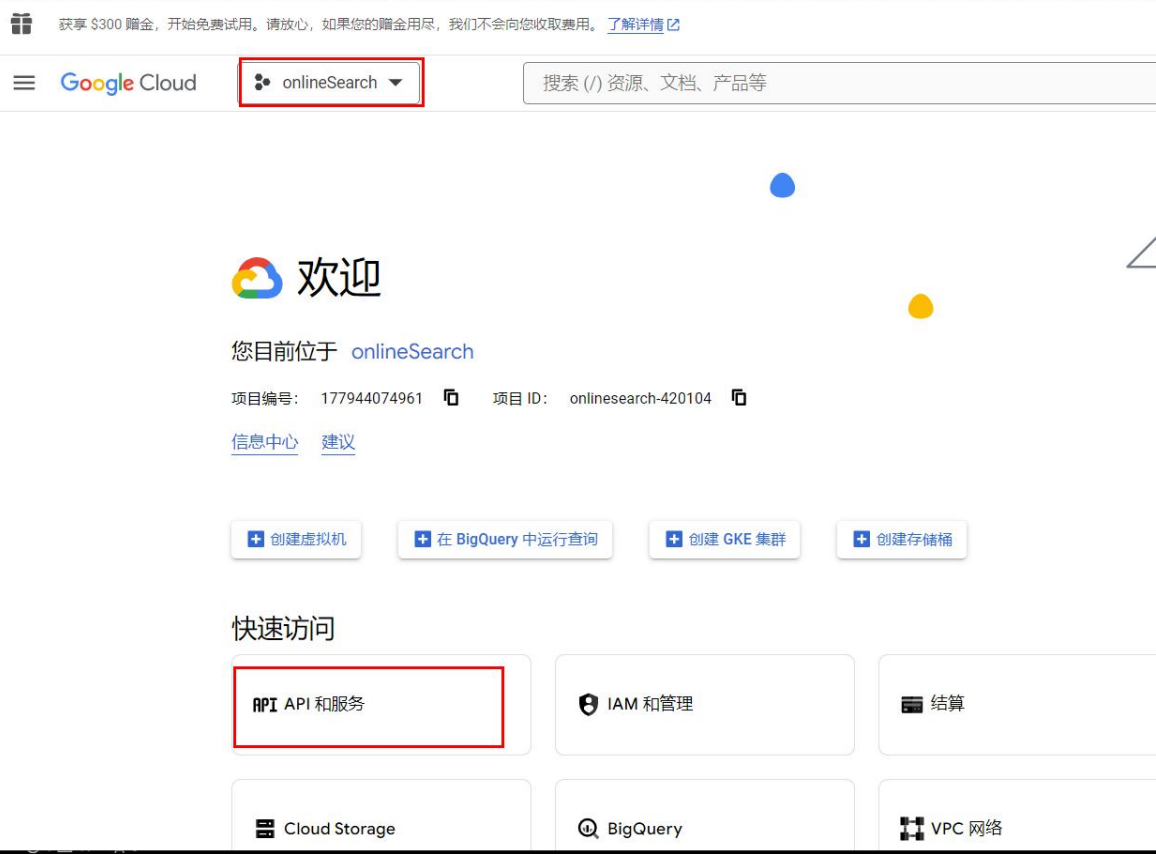 获享 $300 赠金，开始免费试用。请放心，如果您的赠金用尽，我们不会向您收取费用。 了解详情
Google Cloud onlineSearch 搜索 (/) 资源、文档、产品等
欢迎
您目前位于 onlineSearch
项目编号： 177944074961 项目 ID： onlinesearch-420104
信息中心 建议
创建虚拟机 在 BigQuery 中运行查询 创建 GKE 集群 创建存储桶
快速访问
API API 和服务 IAM 和管理 结算
Cloud Storage BigQuery VPC 网络